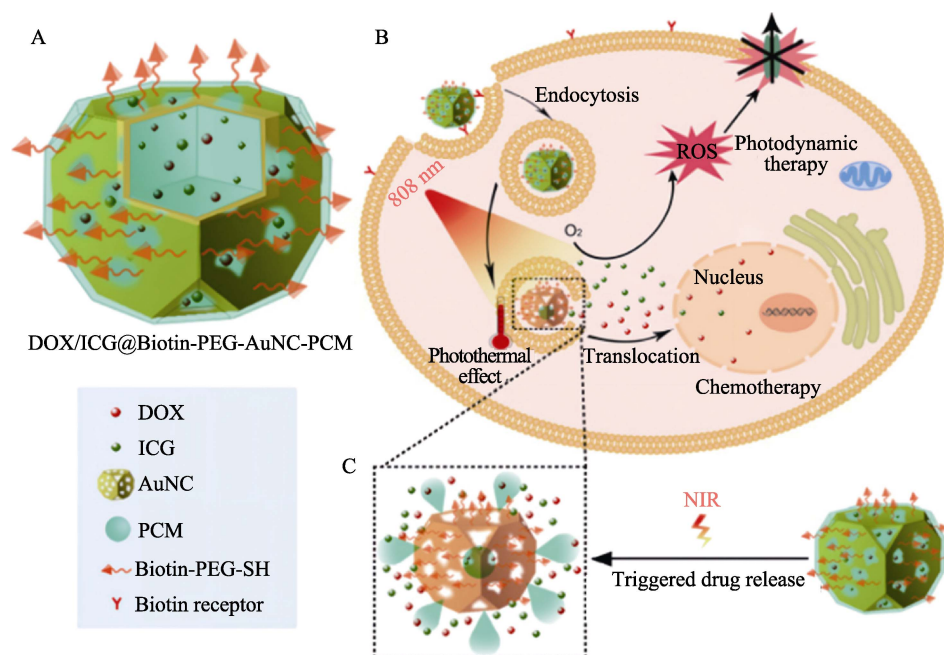 A
DOX/ICG@Biotin-PEG-AuNC-PCM
DOX
ICG
AuNC
PCM
Biotin-PEG-SH
Biotin receptor
B
Endocytosis
808 nm
O₂
ROS
Photodynamic
therapy
Nucleus
Photothermal
effect
Translocation
Chemotherapy
C
NIR
Triggered drug release